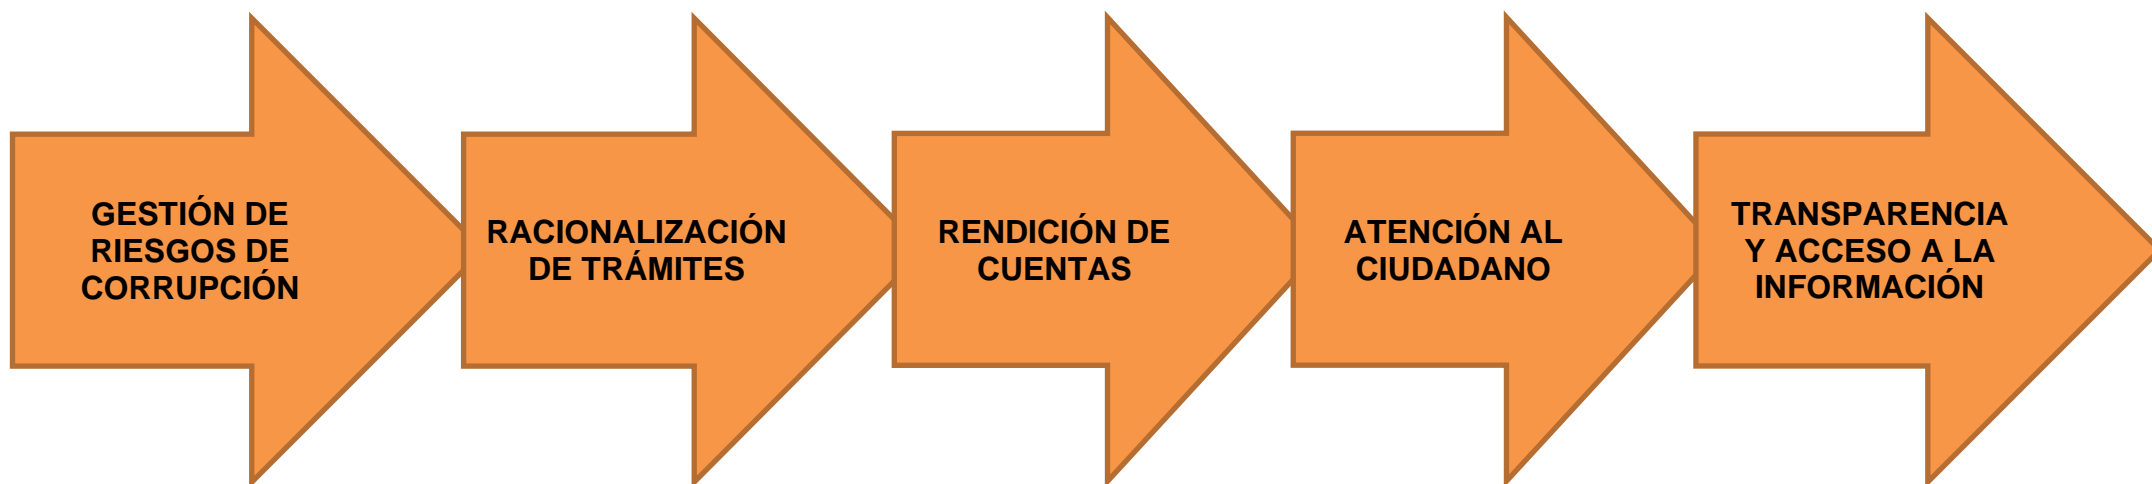 GESTIÓN DE
RIESGOS DE
CORRUPCIÓN
RACIONALIZACIÓN
DE TRÁMITES
RENDICIÓN DE
CUENTAS
ATENCIÓN AL
CIUDADANO
TRANSPARENCIA
Y ACCESO A LA
INFORMACIÓN